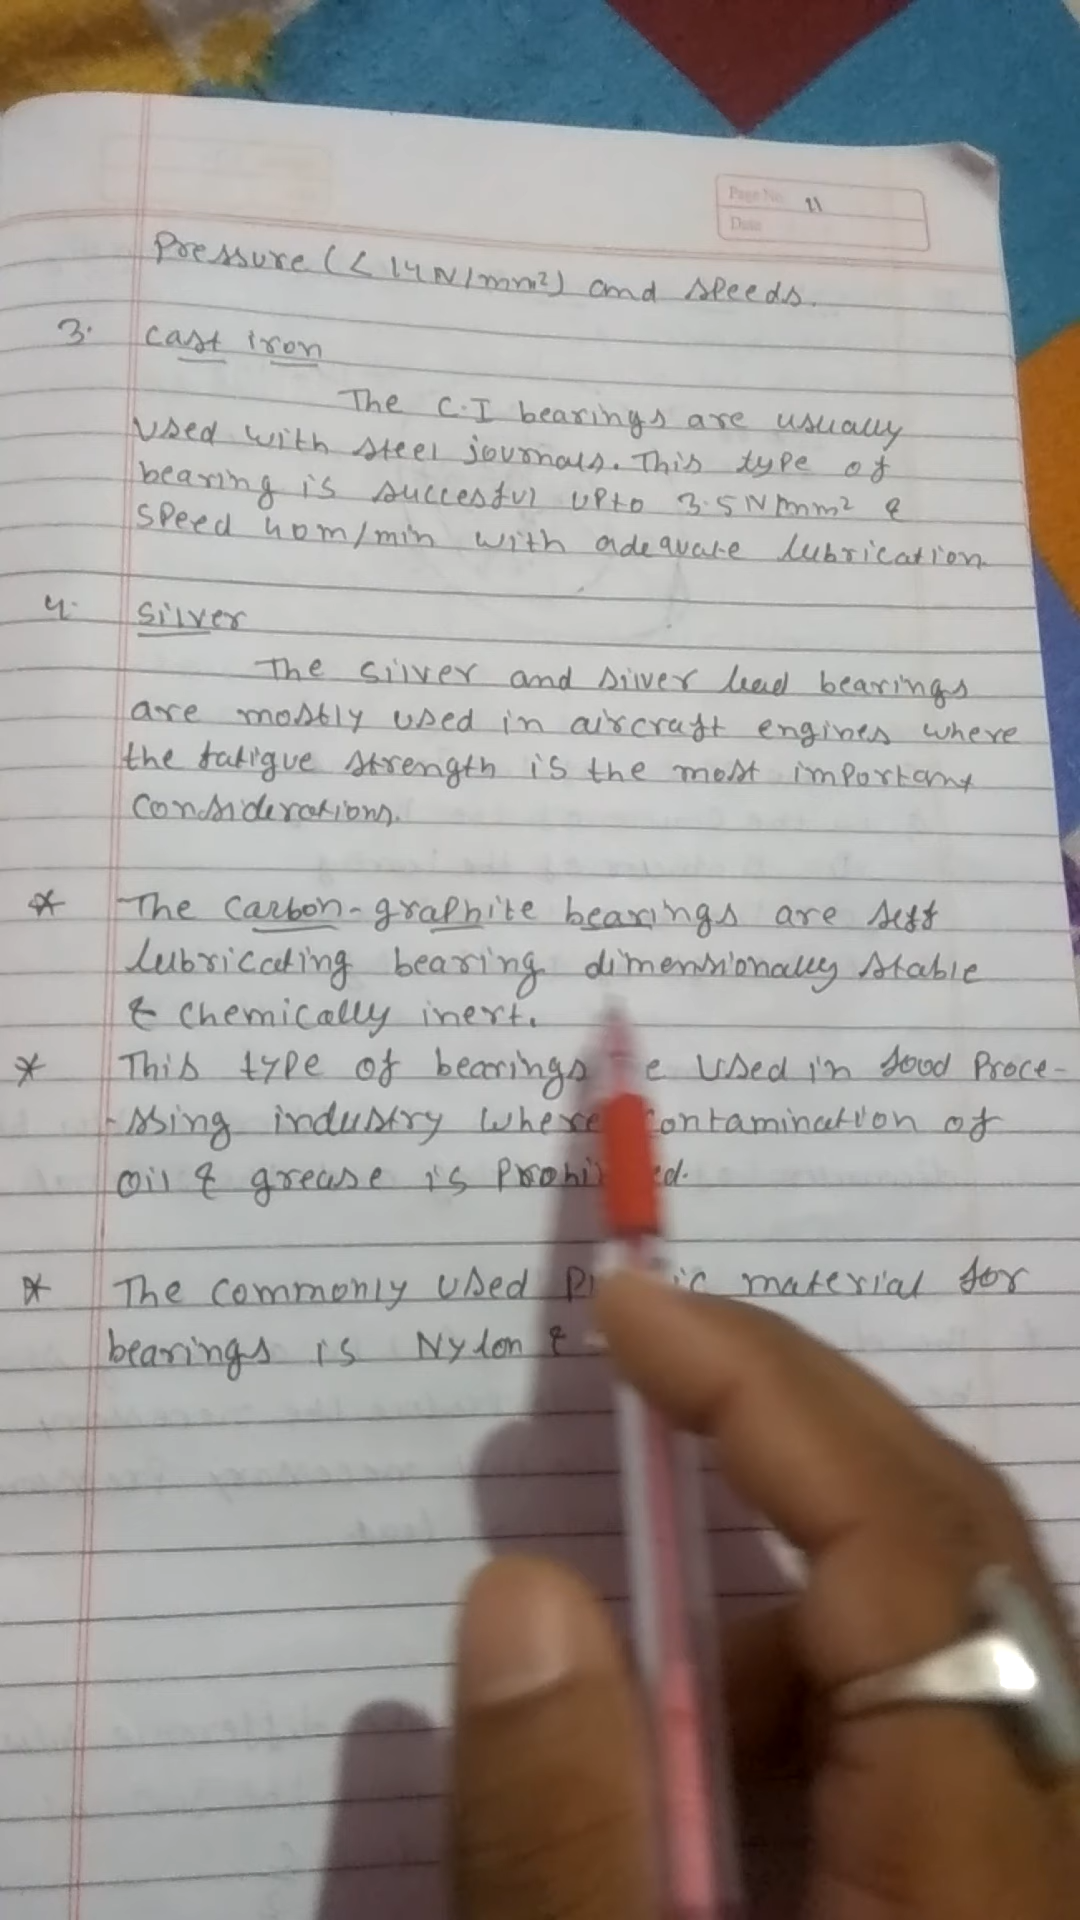 Page No. 11
Date
Pressure (< 14 N/mm²) and speeds.
3. Cast iron
The C.I bearings are usually
used with steel journals. This type of
bearing is succesful upto 3.5 N/mm² &
speed 40m/min with adequate lubrication.
4. Silver
The silver and silver lead bearings
are mostly used in aircraft engines where
the fatigue strength is the most important
considerations.
* The carbon-graphite bearings are self
lubricating bearing dimensionally stable
& chemically inert.
* This type of bearings used in food Proce-
-ssing industry where contamination of
oil & grease is
* The commonly used material for
bearings is Nylon &